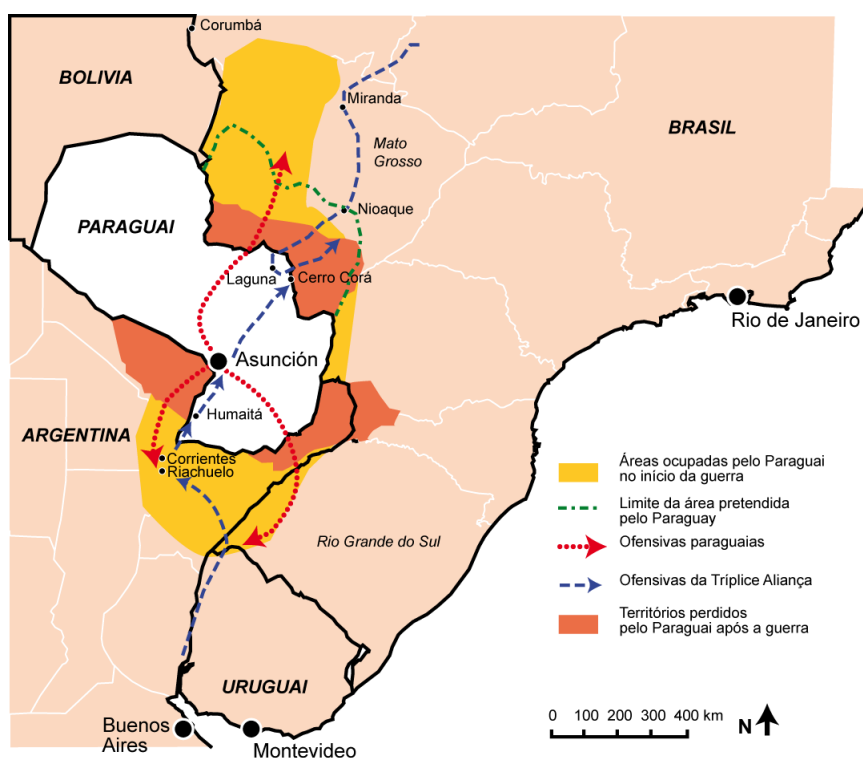 Corumbá
BOLIVIA
Miranda
BRASIL
Mato
Grosso
PARAGUAI
Nioaque
Laguna
Cerro Corá
Rio de Janeiro
Asunción
Humaitá
ARGENTINA
Corrientes
Riachuelo
Áreas ocupadas pelo Paraguai
no início da guerra
Limite da área pretendida
pelo Paraguay
Rio Grande do Sul
Ofensivas paraguaias
Ofensivas da Tríplice Aliança
Territórios perdidos
pelo Paraguai após a guerra
URUGUAI
0 100 200 400 km
N
Buenos
Aires
Montevideo